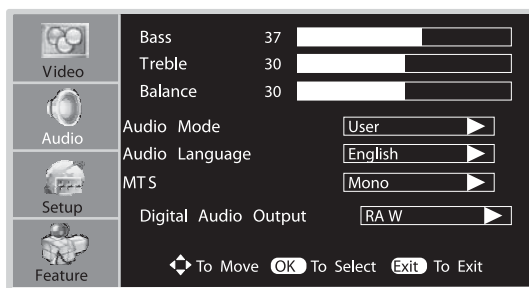 Video
Audio
Setup
Feature
Bass 37
Treble 30
Balance 30
Audio Mode User
Audio Language English
MTS Mono
Digital Audio Output RA W
To Move OK To Select Exit To Exit